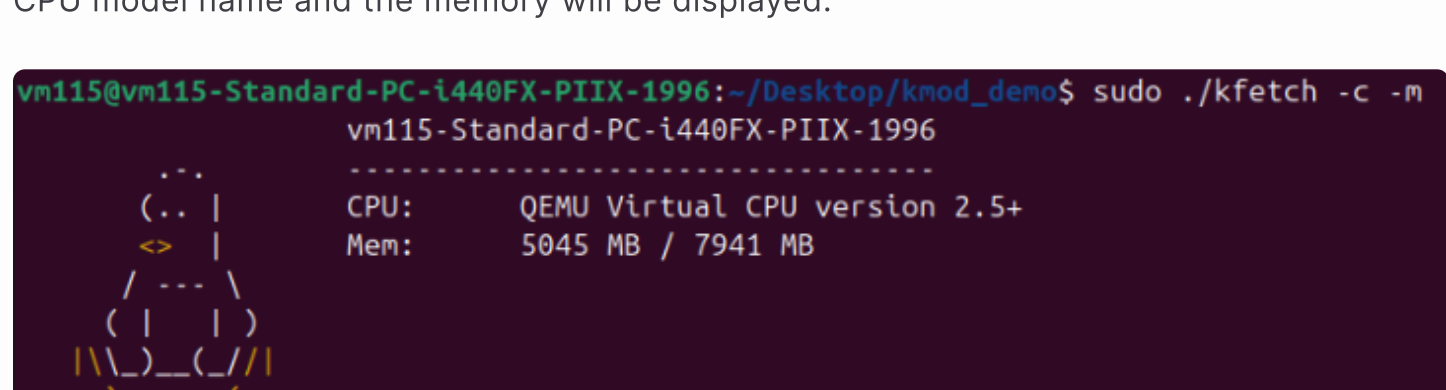 CPU model name and the memory will be displayed.
vm115@vm115-Standard-PC-i440FX-PIIX-1996:~/Desktop/kmod_demo$ sudo ./kfetch -c -m
                   vm115-Standard-PC-i440FX-PIIX-1996
        .-.        ----------------------------------
       (.. |       CPU:      QEMU Virtual CPU version 2.5+
       <>  |       Mem:      5045 MB / 7941 MB
      / --- \
     ( |   | )
   |\\_)__(_//|